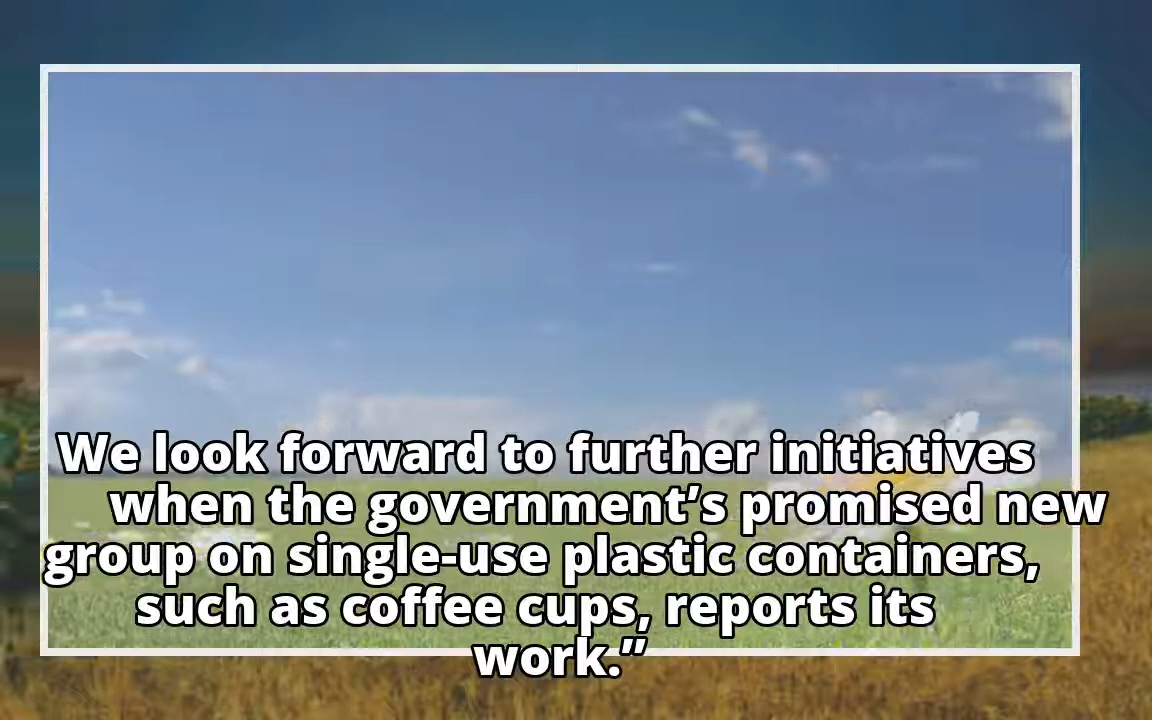 We look forward to further initiatives
when the government’s promised new
group on single-use plastic containers,
such as coffee cups, reports its
work.”